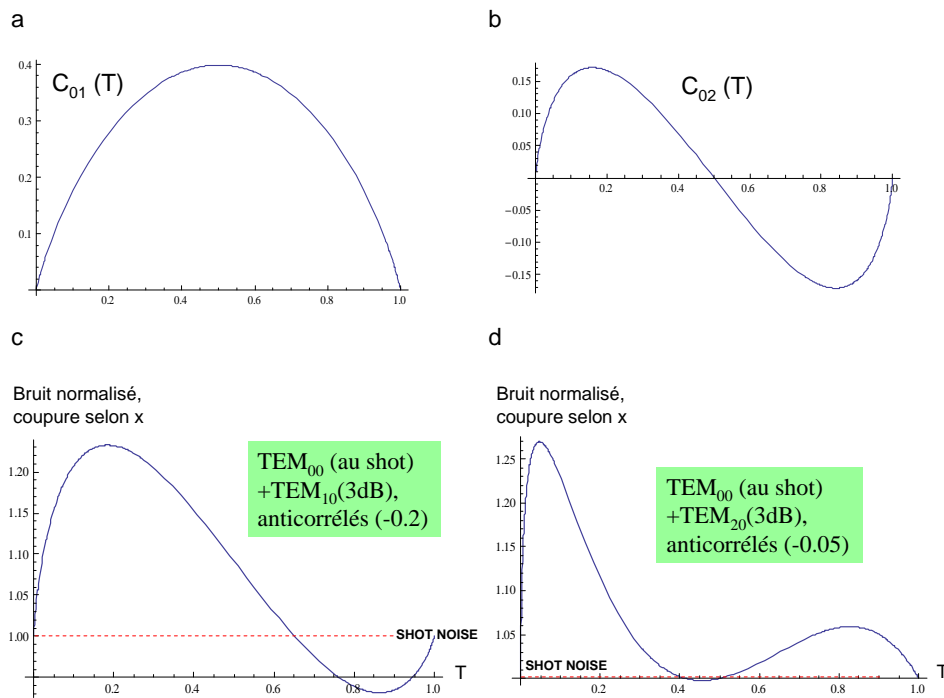 a
b
0.4
0.3
0.2
0.1
C01 (T)
0.2
0.4
0.6
0.8
1.0
0.15
0.10
0.05
−0.05
−0.10
−0.15
C02 (T)
0.2
0.4
0.6
0.8
1.0
c
d
Bruit normalisé,
coupure selon x
1.20
1.15
1.10
1.05
1.00
TEM00 (au shot)
+TEM10(3dB),
anticorrélés (-0.2)
SHOT NOISE
T
0.2
0.4
0.6
0.8
1.0
Bruit normalisé,
coupure selon x
1.25
1.20
1.15
1.10
1.05
TEM00 (au shot)
+TEM20(3dB),
anticorrélés (-0.05)
SHOT NOISE
T
0.2
0.4
0.6
0.8
1.0